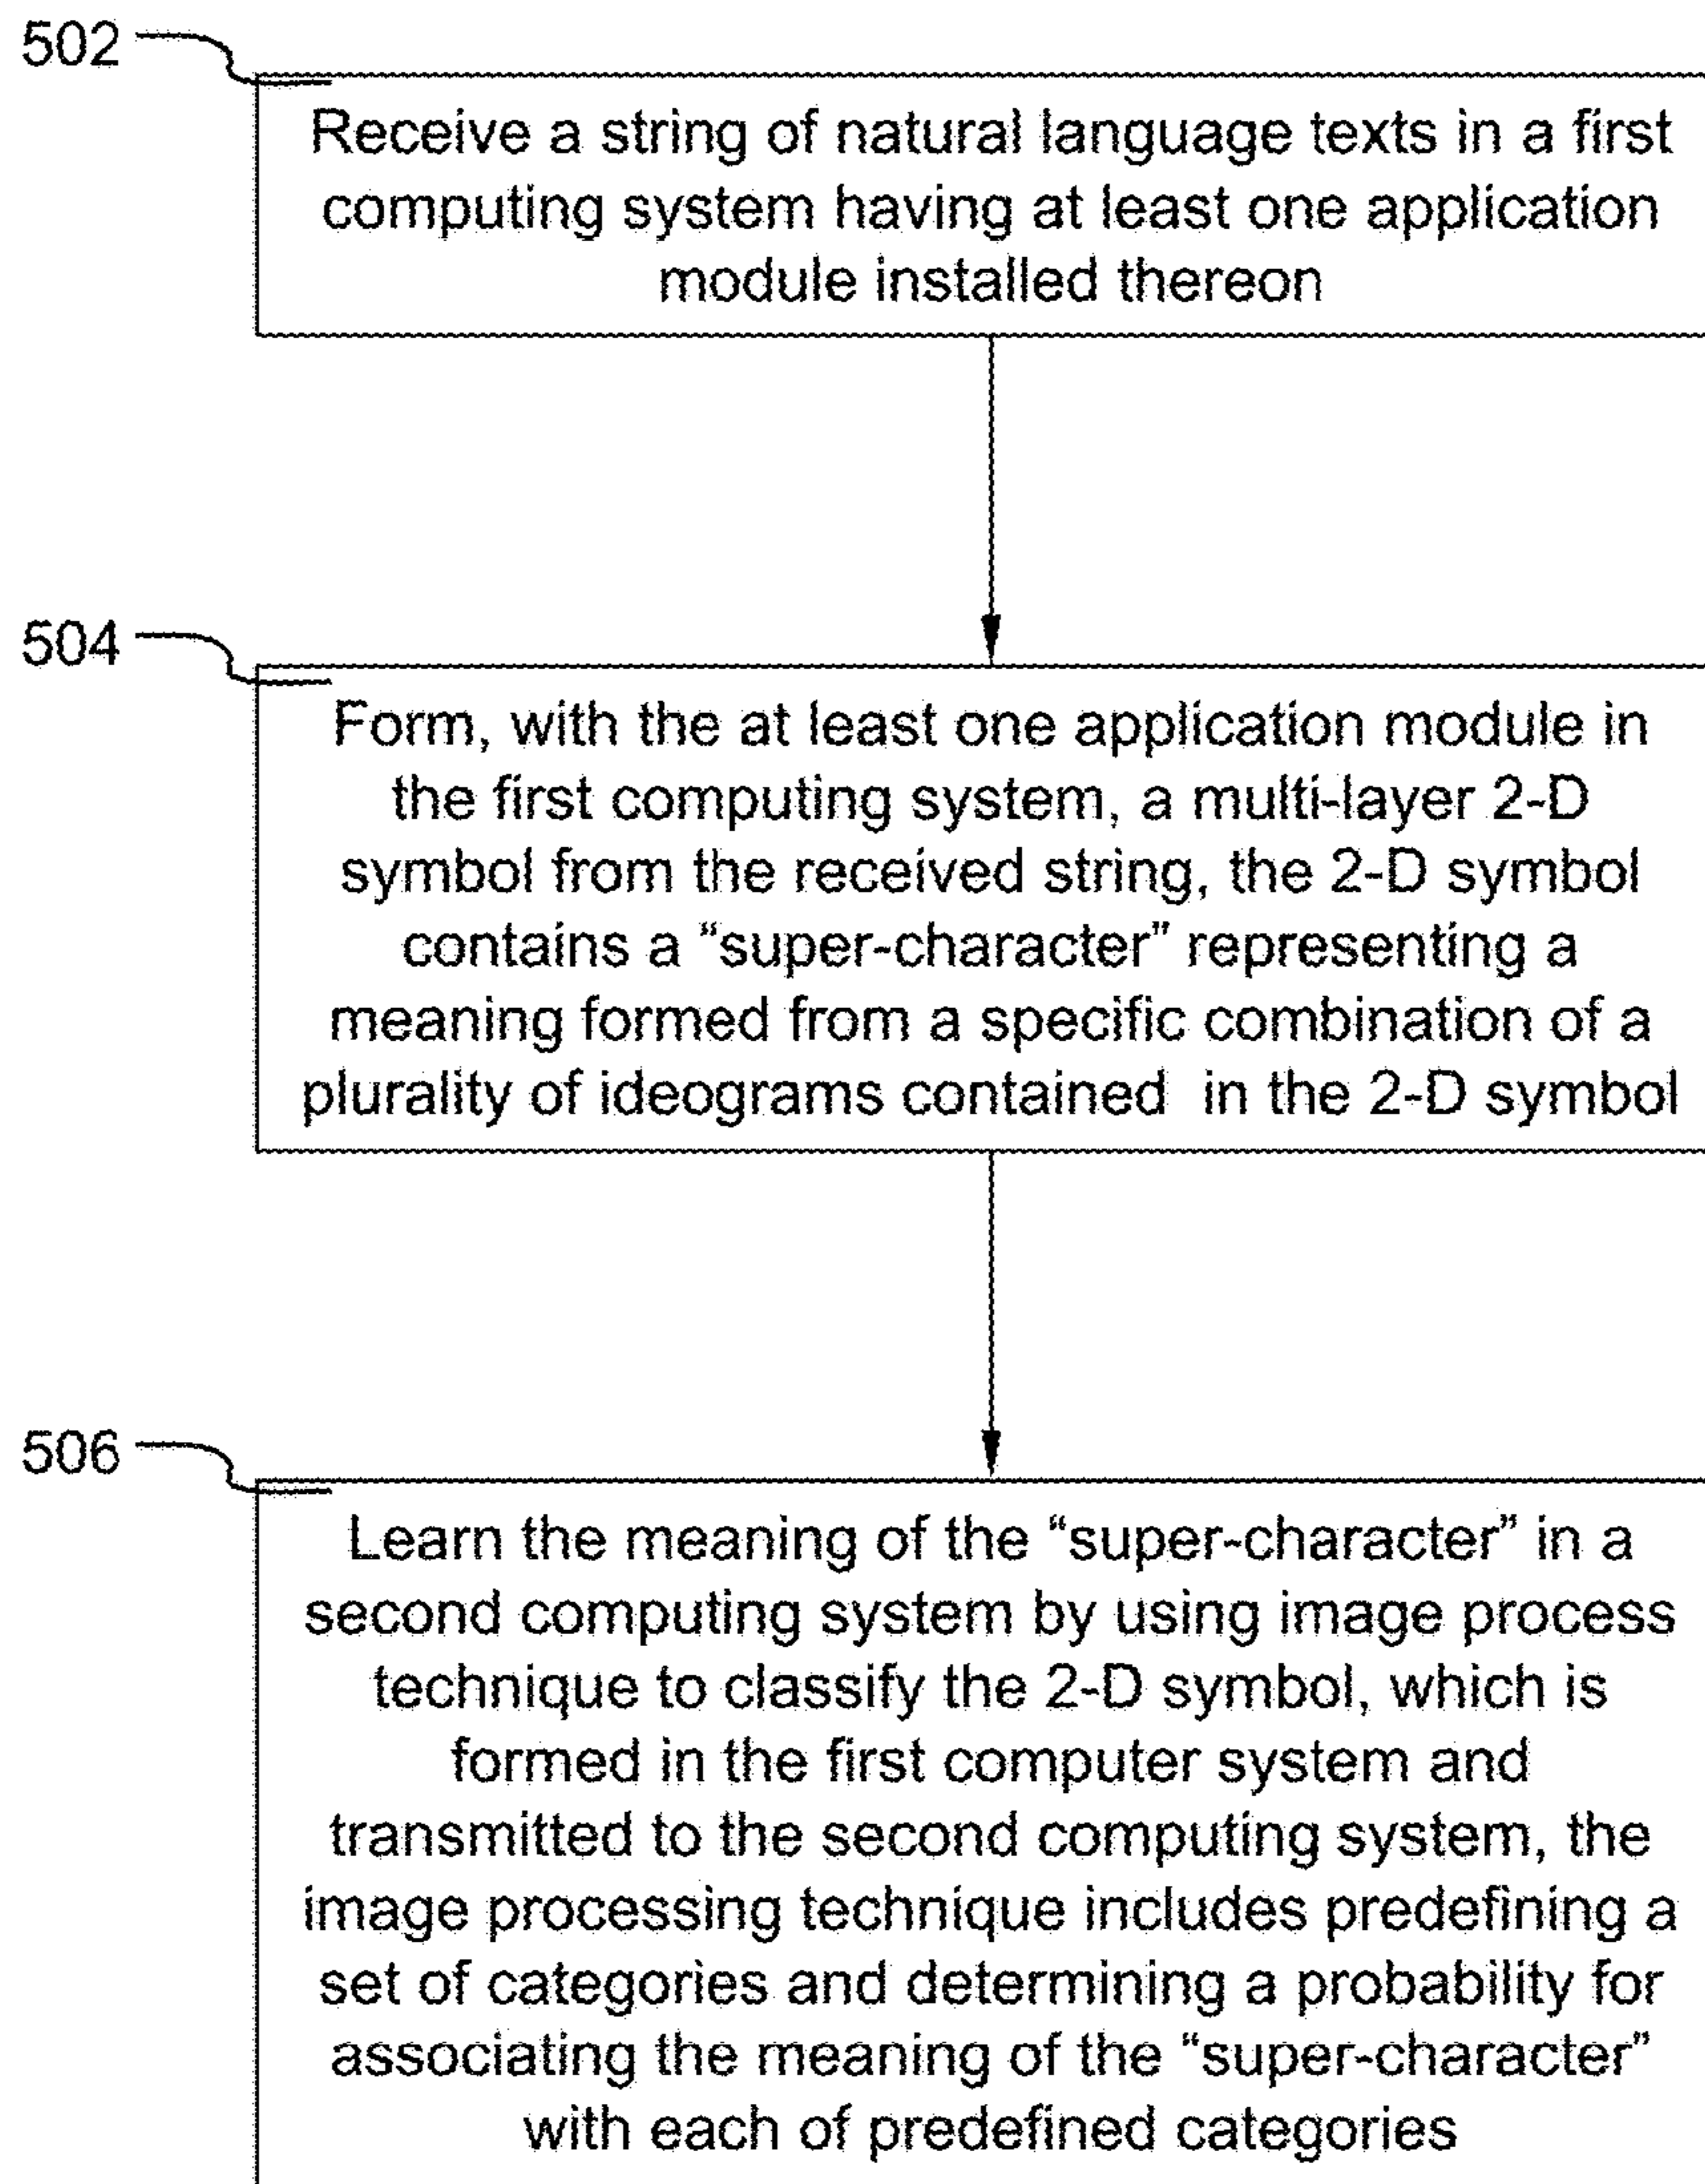 502
Receive a string of natural language texts in a first
computing system having at least one application
module installed thereon
504
Form, with the at least one application module in
the first computing system, a multi-layer 2-D
symbol from the received string, the 2-D symbol
contains a “super-character” representing a
meaning formed from a specific combination of a
plurality of ideograms contained in the 2-D symbol
506
Learn the meaning of the “super-character” in a
second computing system by using image process
technique to classify the 2-D symbol, which is
formed in the first computer system and
transmitted to the second computing system, the
image processing technique includes predefining a
set of categories and determining a probability for
associating the meaning of the “super-character”
with each of predefined categories